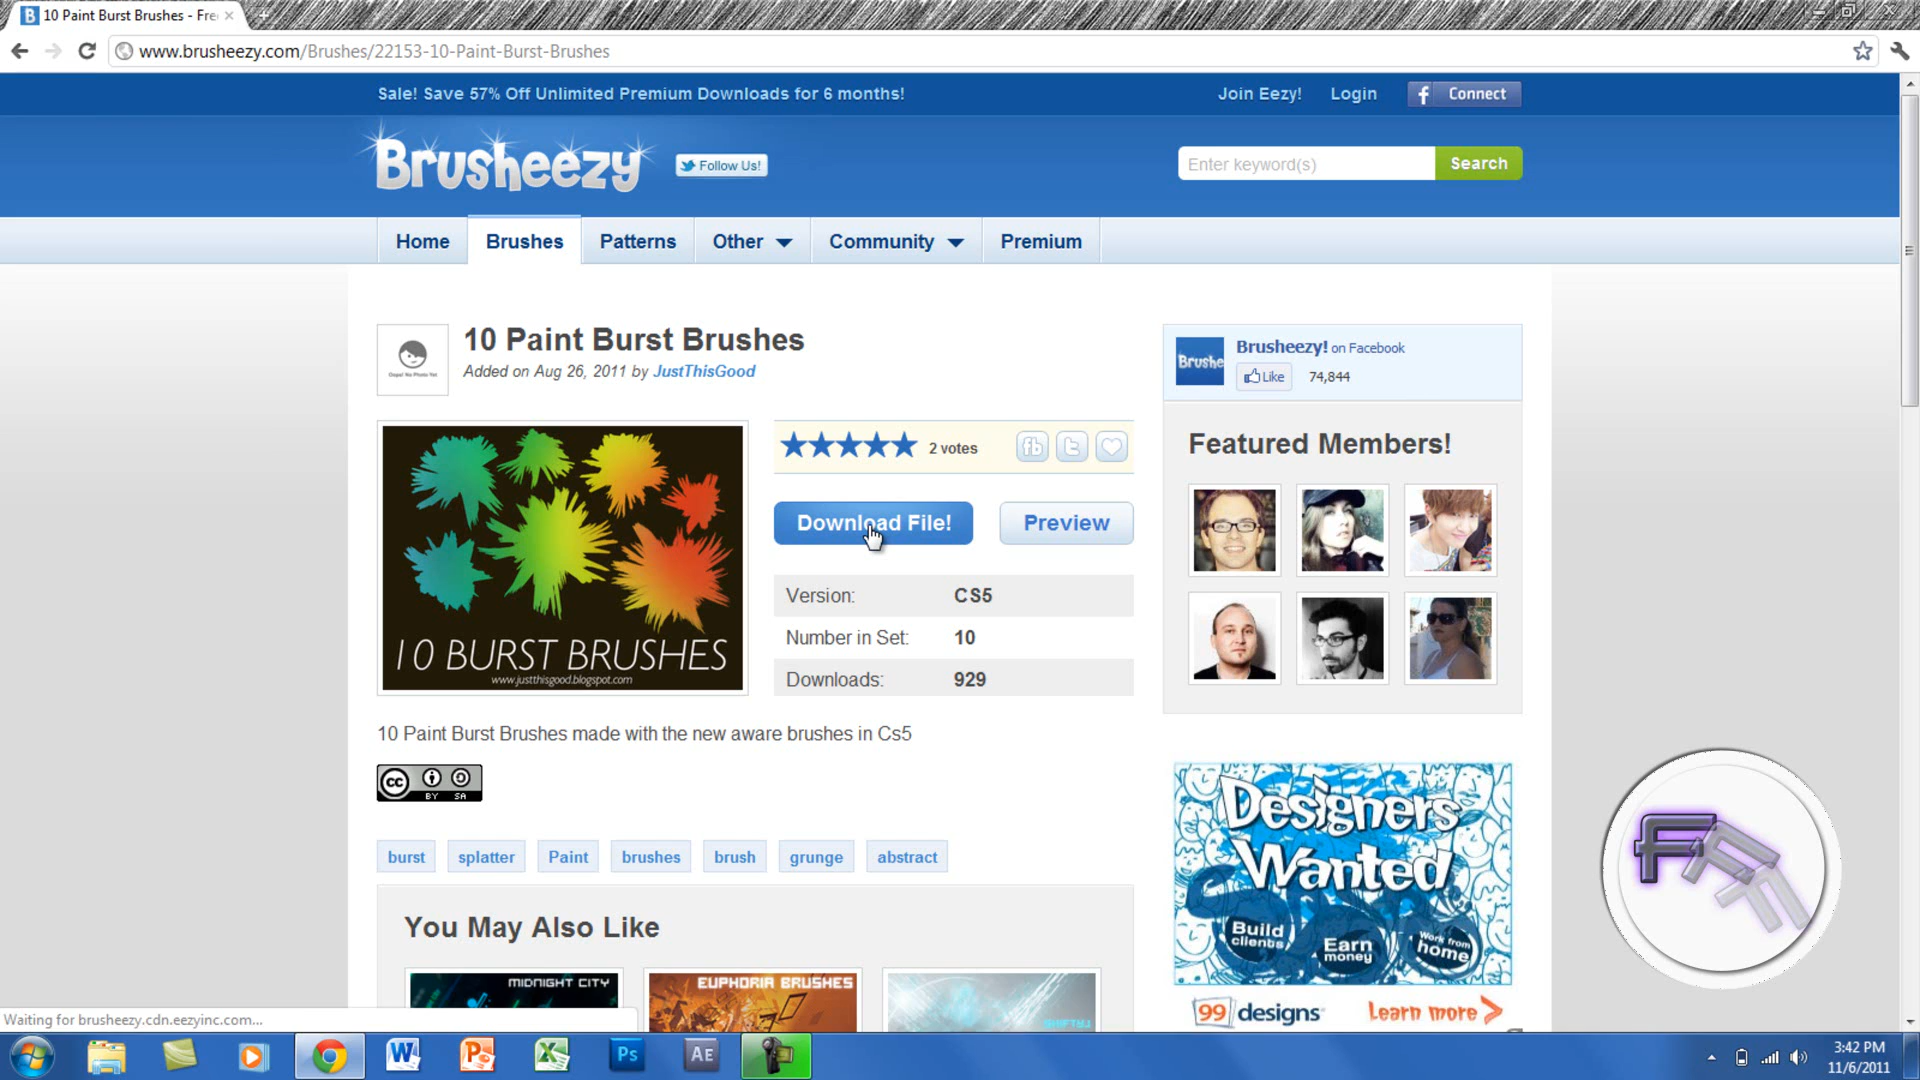 10 Paint Burst Brushes - Fre
www.brusheezy.com/Brushes/22153-10-Paint-Burst-Brushes
Sale! Save 57% Off Unlimited Premium Downloads for 6 months!
Join Eezy!
Login
Connect
Brusheezy
Follow Us!
Enter keyword(s)
Search
Home
Brushes
Patterns
Other
Community
Premium
Oops! No Photo Yet
10 Paint Burst Brushes
Added on Aug 26, 2011 by JustThisGood
Brushe
Brusheezy! on Facebook
Like
74,844
10 BURST BRUSHES
www.justthisgood.blogspot.com
2 votes
Download File!
Preview
Version: CS5
Number in Set: 10
Downloads: 929
Featured Members!
10 Paint Burst Brushes made with the new aware brushes in Cs5
cc
BY SA
burst
splatter
Paint
brushes
brush
grunge
abstract
You May Also Like
MIDNIGHT CITY
EUPHORIA BRUSHES
Designers
Wanted
Build
clients
Earn
money
Work from
home
99designs
Learn more
Waiting for brusheezy.cdn.eezyinc.com...
Ps
AE
3:42 PM
11/6/2011